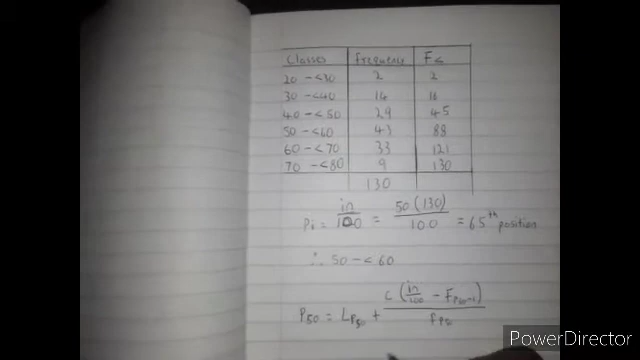 Classes Frequency F<
20 -<30 2 2
30 -<40 14 16
40 -<50 29 45
50 -<60 43 88
60 -<70 33 121
70 -<80 9 130
130
Pi = in/100 = 50(130)/100 = 65th position
∴ 50 -< 60
P50 = LP50 + c(in/100 - FP50-1)/fP50
PowerDirector